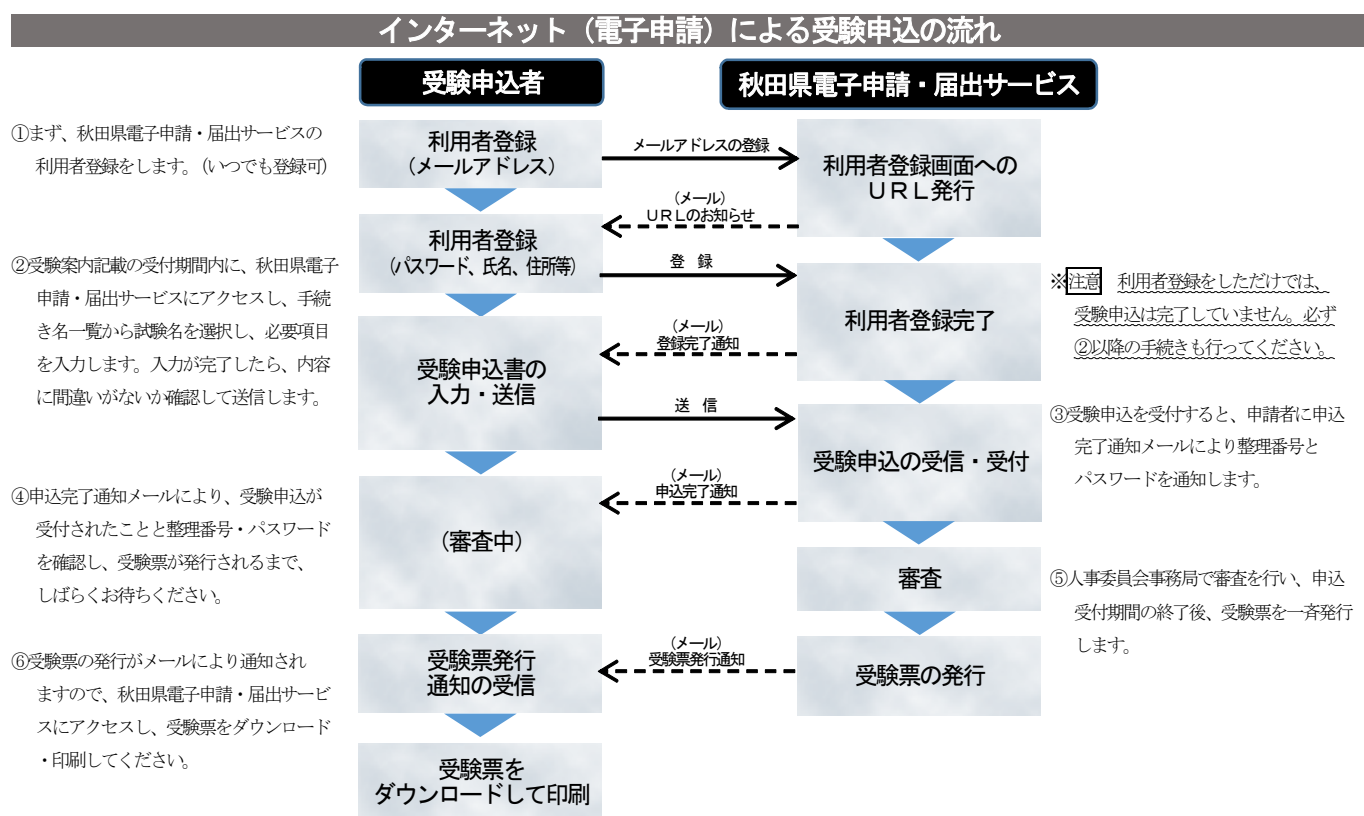 インターネット（電子申請）による受験申込の流れ
受験申込者
秋田県電子申請・届出サービス
①まず、秋田県電子申請・届出サービスの
利用者登録をします。（いつでも登録可）
利用者登録
（メールアドレス）
メールアドレスの登録
利用者登録画面への
ＵＲＬ発行
（メール）
ＵＲＬのお知らせ
利用者登録
（パスワード、氏名、住所等）
登 録
②受験案内記載の受付期間内に、秋田県電子
申請・届出サービスにアクセスし、手続
き名一覧から試験名を選択し、必要項目
を入力します。入力が完了したら、内容
に間違いがないか確認して送信します。
利用者登録完了
※注意 利用者登録をしただけでは、
受験申込は完了していません。必ず
②以降の手続きも行ってください。
（メール）
登録完了通知
受験申込書の
入力・送信
送 信
受験申込の受信・受付
③受験申込を受付すると、申請者に申込
完了通知メールにより整理番号と
パスワードを通知します。
（メール）
申込完了通知
④申込完了通知メールにより、受験申込が
受付されたことと整理番号・パスワード
を確認し、受験票が発行されるまで、
しばらくお待ちください。
（審査中）
審査
⑤人事委員会事務局で審査を行い、申込
受付期間の終了後、受験票を一斉発行
します。
⑥受験票の発行がメールにより通知され
ますので、秋田県電子申請・届出サービ
スにアクセスし、受験票をダウンロード
・印刷してください。
受験票発行
通知の受信
（メール）
受験票発行通知
受験票の発行
受験票を
ダウンロードして印刷